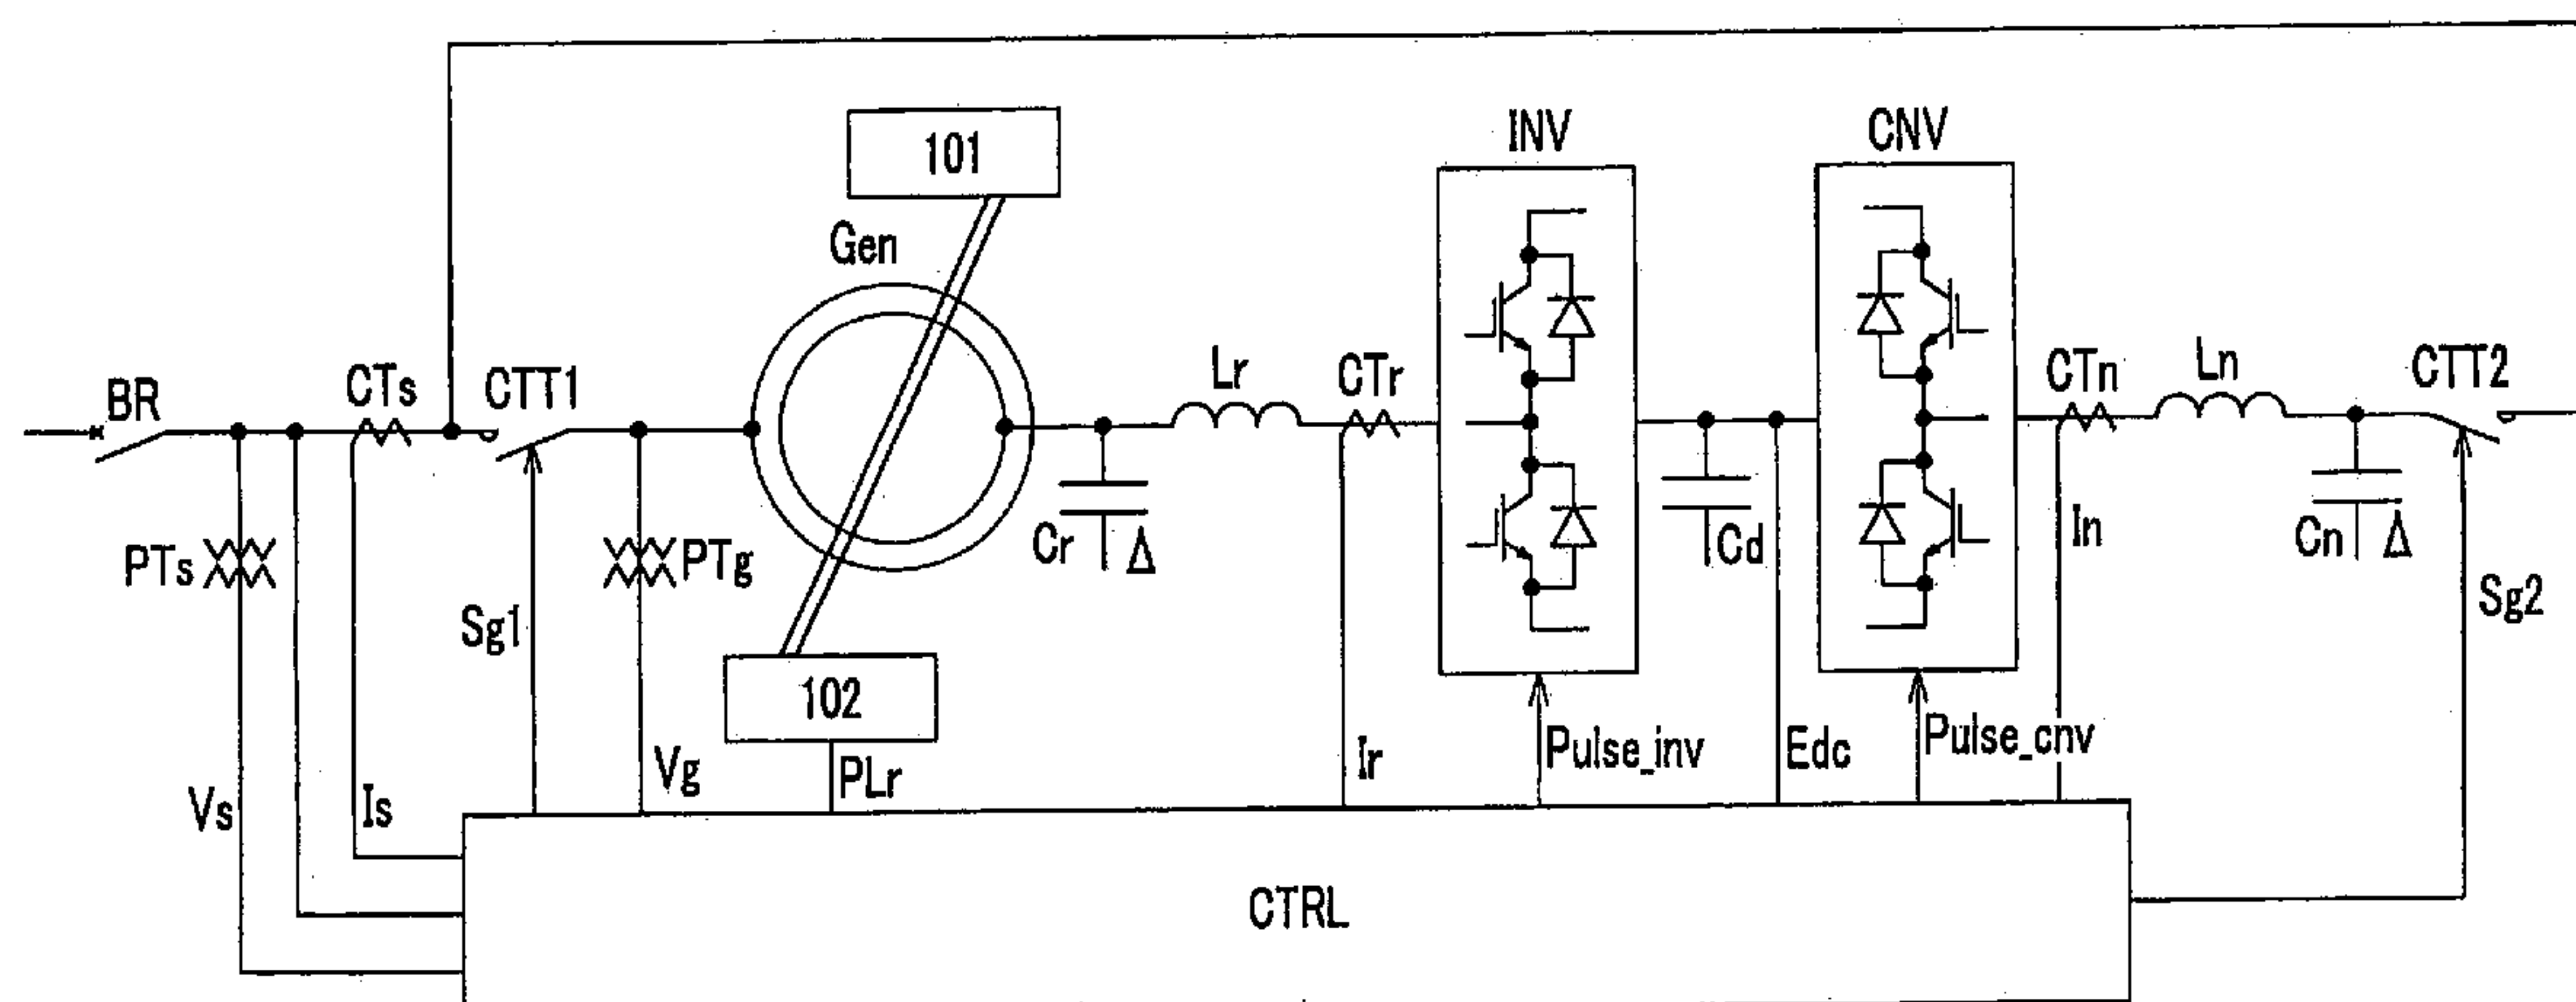 101
INV
CNV
Gen
BR
CTs
CTT1
Lr
CTr
CTn
Ln
CTT2
PTs
PTg
Cr
Δ
Cd
In
Cn
Δ
Sg1
Sg2
102
Vs
Is
Vg
PLr
Ir
Pulse_inv
Edc
Pulse_cnv
CTRL